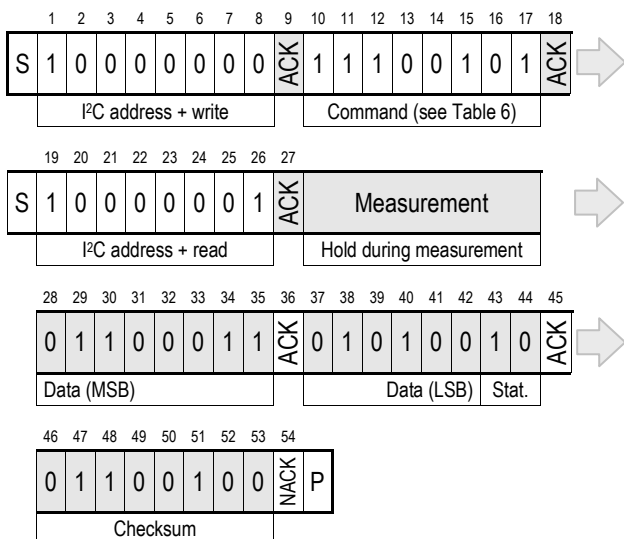 1 2 3 4 5 6 7 8 9 10 11 12 13 14 15 16 17 18
S 1 0 0 0 0 0 0 0 ACK 1 1 1 0 0 1 0 1 ACK
I²C address + write Command (see Table 6)
19 20 21 22 23 24 25 26 27
S 1 0 0 0 0 0 0 1 ACK Measurement
I²C address + read Hold during measurement
28 29 30 31 32 33 34 35 36 37 38 39 40 41 42 43 44 45
0 1 1 0 0 0 1 1 ACK 0 1 0 1 0 0 1 0 ACK
Data (MSB) Data (LSB) Stat.
46 47 48 49 50 51 52 53 54
0 1 1 0 0 1 0 0 NACK P
Checksum